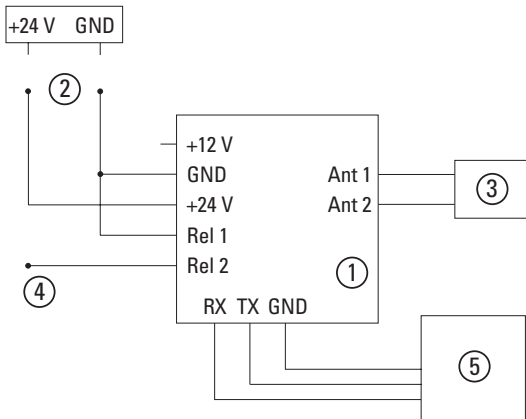 +24 V GND
2
+12 V
GND
Ant 1
3
+24 V
Ant 2
Rel 1
Rel 2
1
4
RX TX GND
5